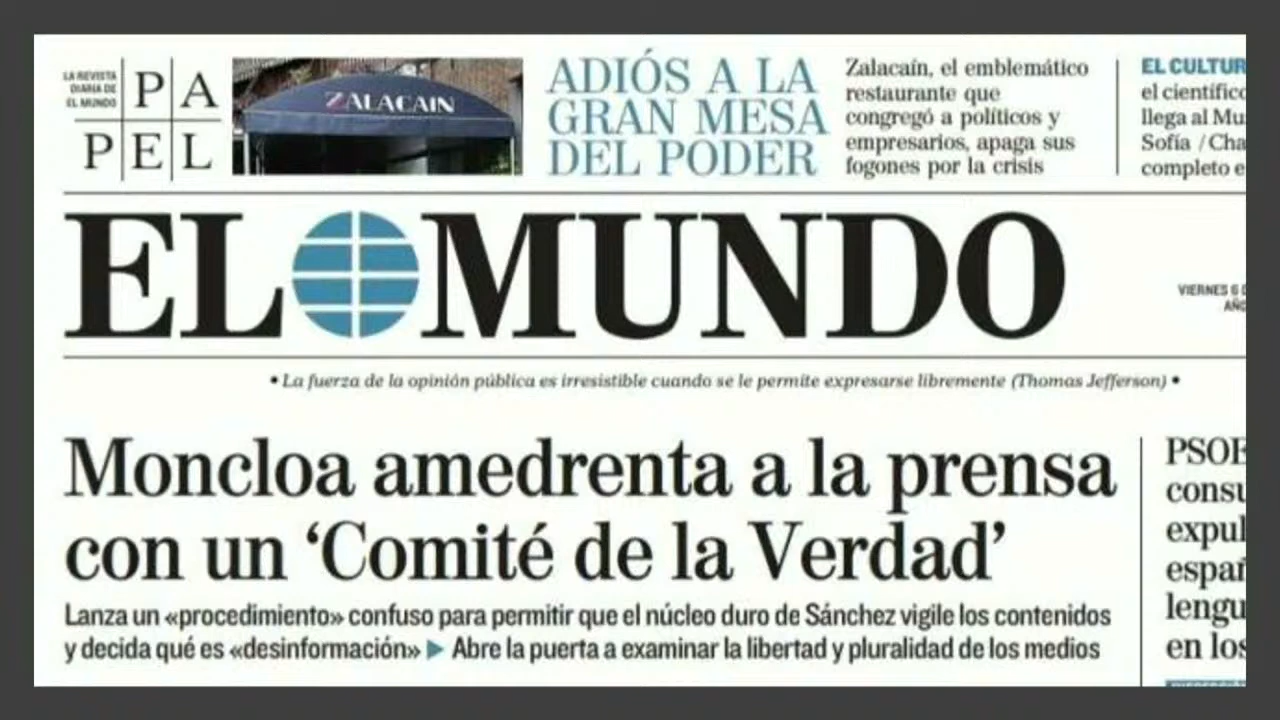 LA REVISTA
DIARIA DE
EL MUNDO
PA
PEL
ZALACAIN
ADIÓS A LA
GRAN MESA
DEL PODER
Zalacaín, el emblemático
restaurante que
congregó a políticos y
empresarios, apaga sus
fogones por la crisis
EL CULTUR
el científico
llega al Mu
Sofía / Cha
completo e
EL MUNDO
VIERNES 6 D
AÑO
• La fuerza de la opinión pública es irresistible cuando se le permite expresarse libremente (Thomas Jefferson) •
Moncloa amedrenta a la prensa
con un ‘Comité de la Verdad’
Lanza un «procedimiento» confuso para permitir que el núcleo duro de Sánchez vigile los contenidos
y decida qué es «desinformación» ▶ Abre la puerta a examinar la libertad y pluralidad de los medios
PSOE
consu
expul
españ
lengu
en los